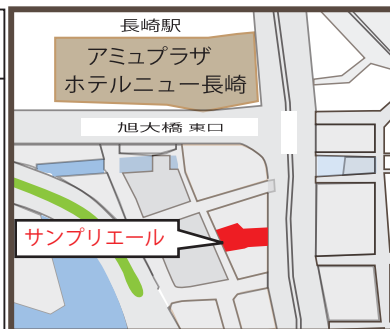 長崎駅
アミュプラザ
ホテルニュー長崎
旭大橋 東口
サンプリエール